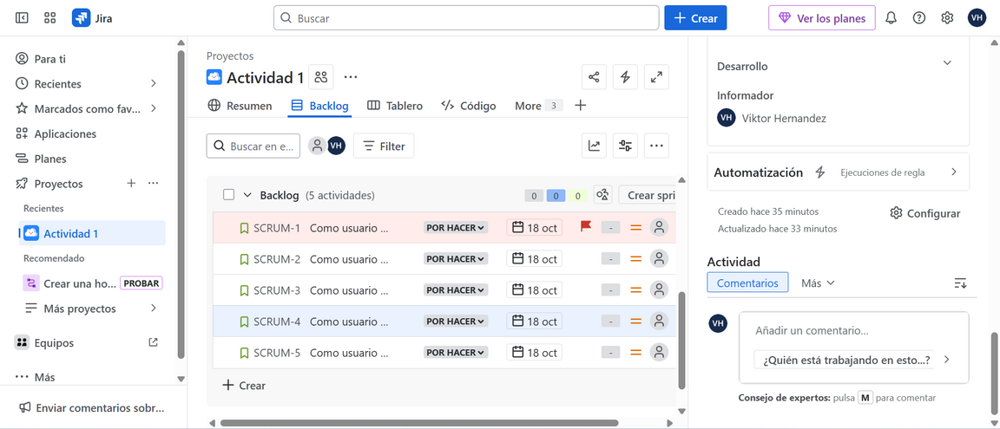 Jira
Buscar
Crear
Ver los planes
VH
Para ti
Recientes
Marcados como fav...
Aplicaciones
Planes
Proyectos
Recientes
Actividad 1
Recomendado
Crear una ho... PROBAR
Más proyectos
Equipos
Más
Enviar comentarios sobr...
Proyectos
Actividad 1
Resumen
Backlog
Tablero
Código
More 3
Buscar en e...
VH
Filter
Backlog (5 actividades) 0 0 0 Crear spri
SCRUM-1 Como usuario ... POR HACER 18 oct -
SCRUM-2 Como usuario ... POR HACER 18 oct -
SCRUM-3 Como usuario ... POR HACER 18 oct -
SCRUM-4 Como usuario ... POR HACER 18 oct -
SCRUM-5 Como usuario ... POR HACER 18 oct -
Crear
Desarrollo
Informador
VH Viktor Hernandez
Automatización Ejecuciones de regla
Creado hace 35 minutos
Actualizado hace 33 minutos
Configurar
Actividad
Comentarios Más
VH
Añadir un comentario...
¿Quién está trabajando en esto...?
Consejo de expertos: pulsa M para comentar